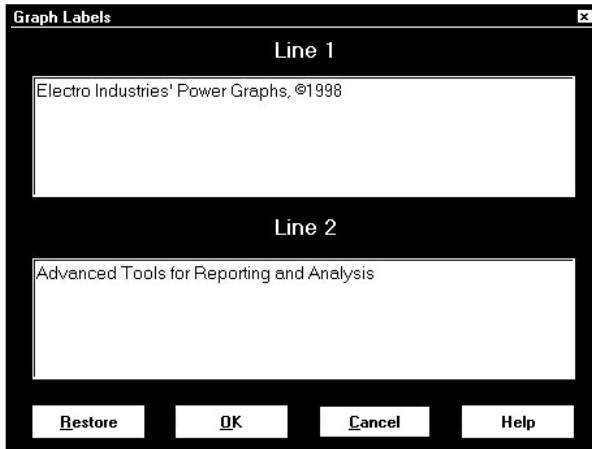 Graph Labels
Line 1
Electro Industries' Power Graphs, ©1998
Line 2
Advanced Tools for Reporting and Analysis
Restore OK Cancel Help